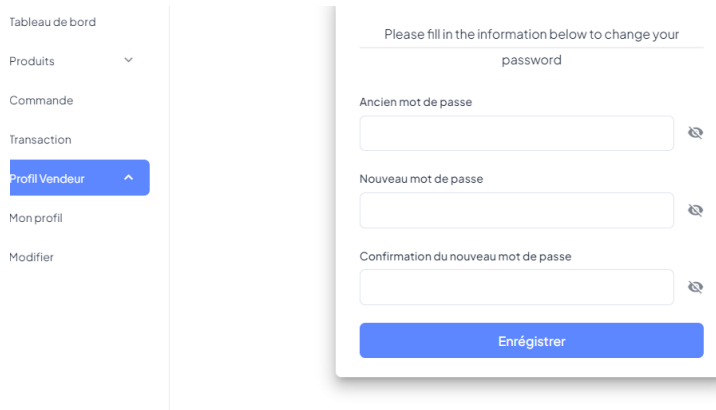 Tableau de bord
Produits
Commande
Transaction
Profil Vendeur
Mon profil
Modifier
Please fill in the information below to change your
password
Ancien mot de passe
Nouveau mot de passe
Confirmation du nouveau mot de passe
Enrégistrer